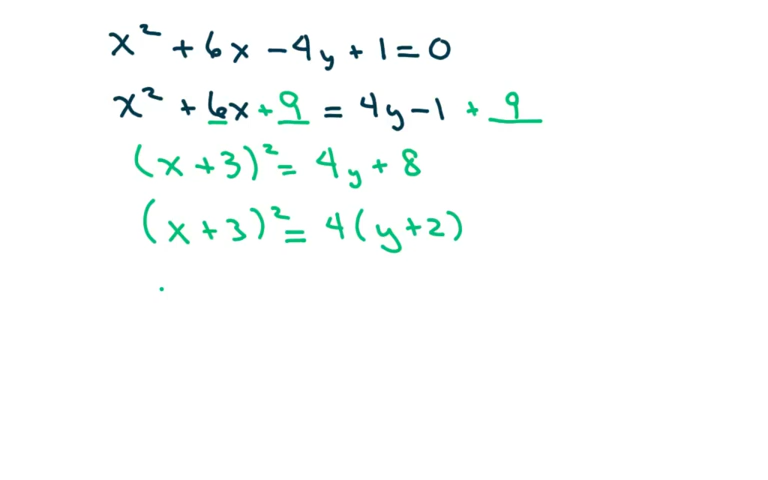 x² + 6x - 4y + 1 = 0
x² + 6x + 9 = 4y - 1 + 9
(x + 3)² = 4y + 8
(x + 3)² = 4(y + 2)